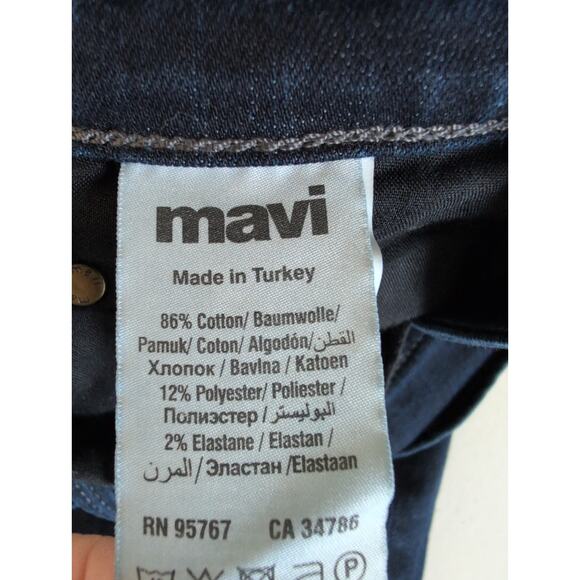 mavi
Made in Turkey
86% Cotton/ Baumwolle/
Pamuk/ Coton/ Algodón/القطن/
Хлопок / Bavlna / Katoen
12% Polyester/ Poliester /
Полиэстер /البوليستر/
2% Elastane / Elastan /
المرن/ /Эластан /Elastaan
RN 95767 CA 34786
P